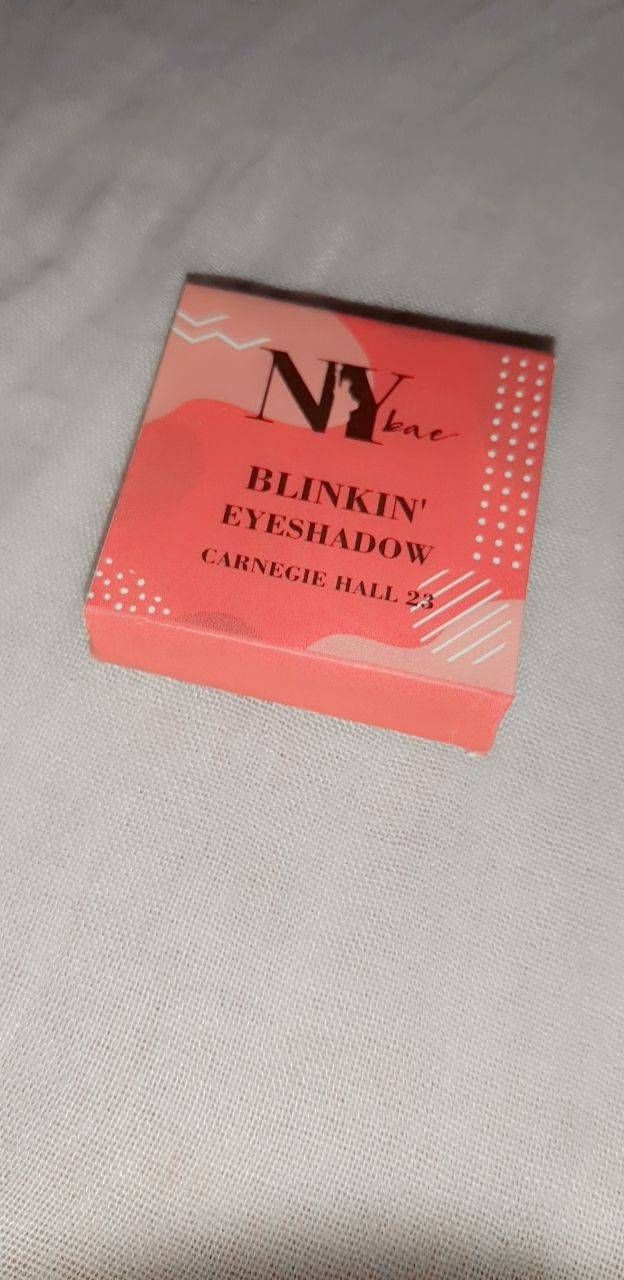 NY bae
BLINKIN'
EYESHADOW
CARNEGIE HALL 23